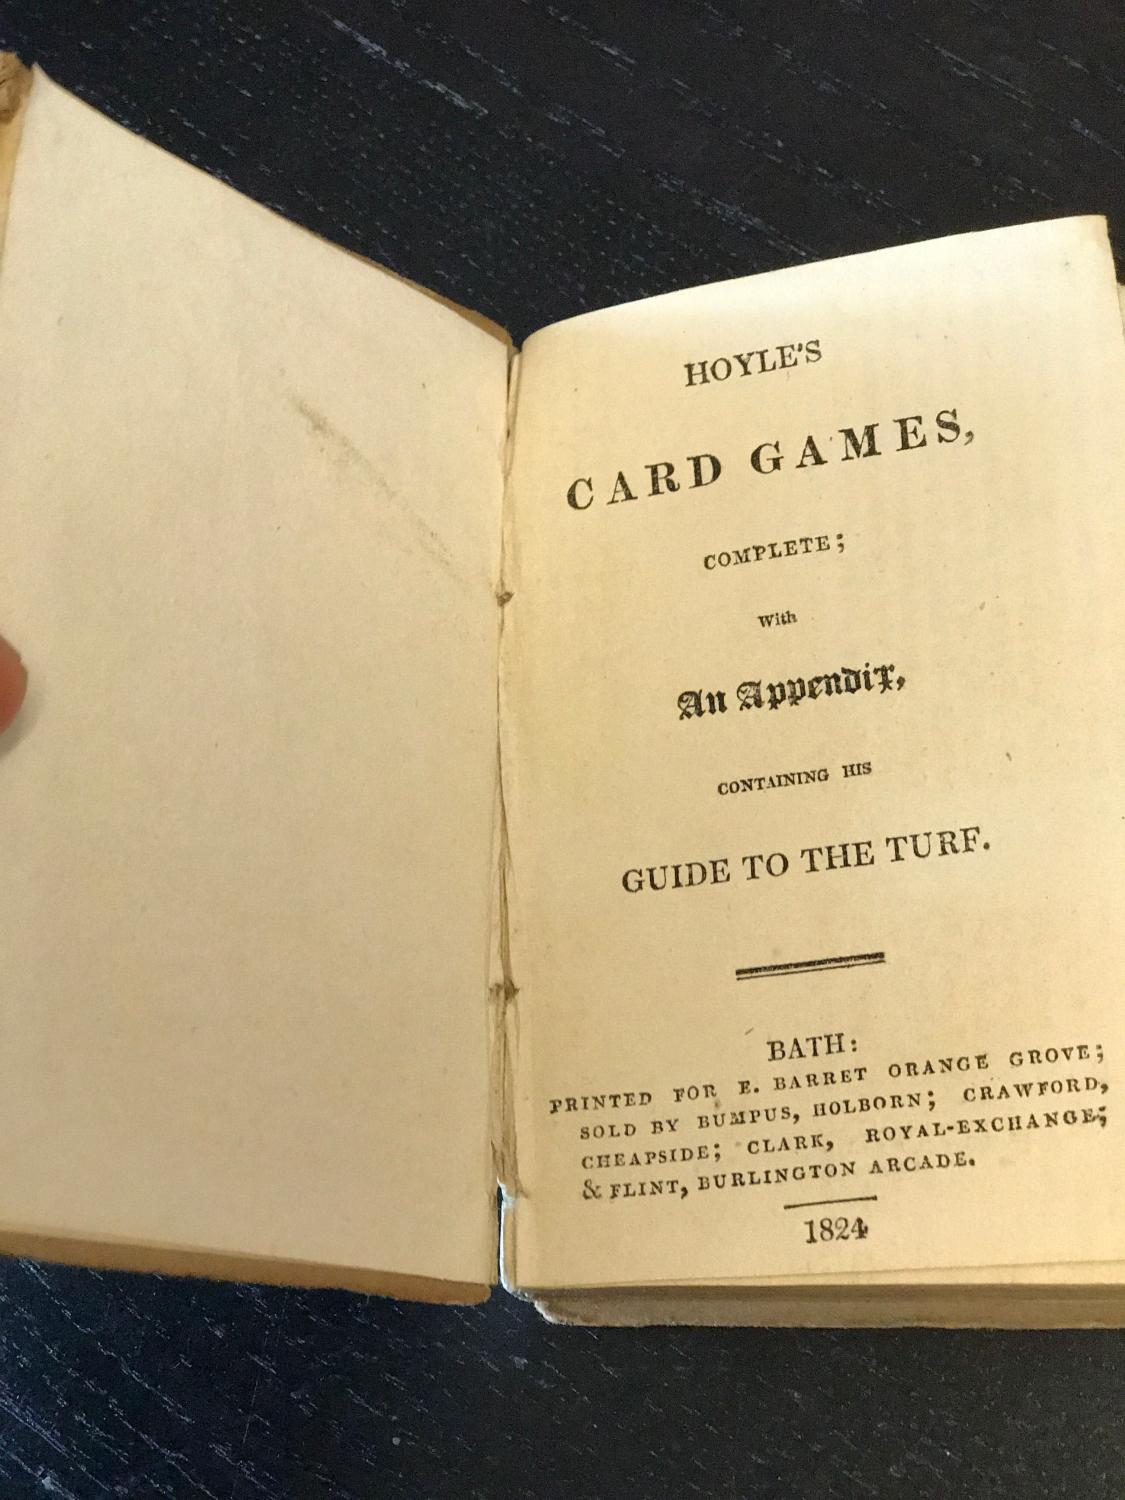 HOYLE'S
CARD GAMES,
COMPLETE;
With
An Appendix,
CONTAINING HIS
GUIDE TO THE TURF.
BATH:
PRINTED FOR E. BARRET ORANGE GROVE;
SOLD BY BUMPUS, HOLBORN; CRAWFORD,
CHEAPSIDE; CLARK, ROYAL-EXCHANGE;
& FLINT, BURLINGTON ARCADE.
1824